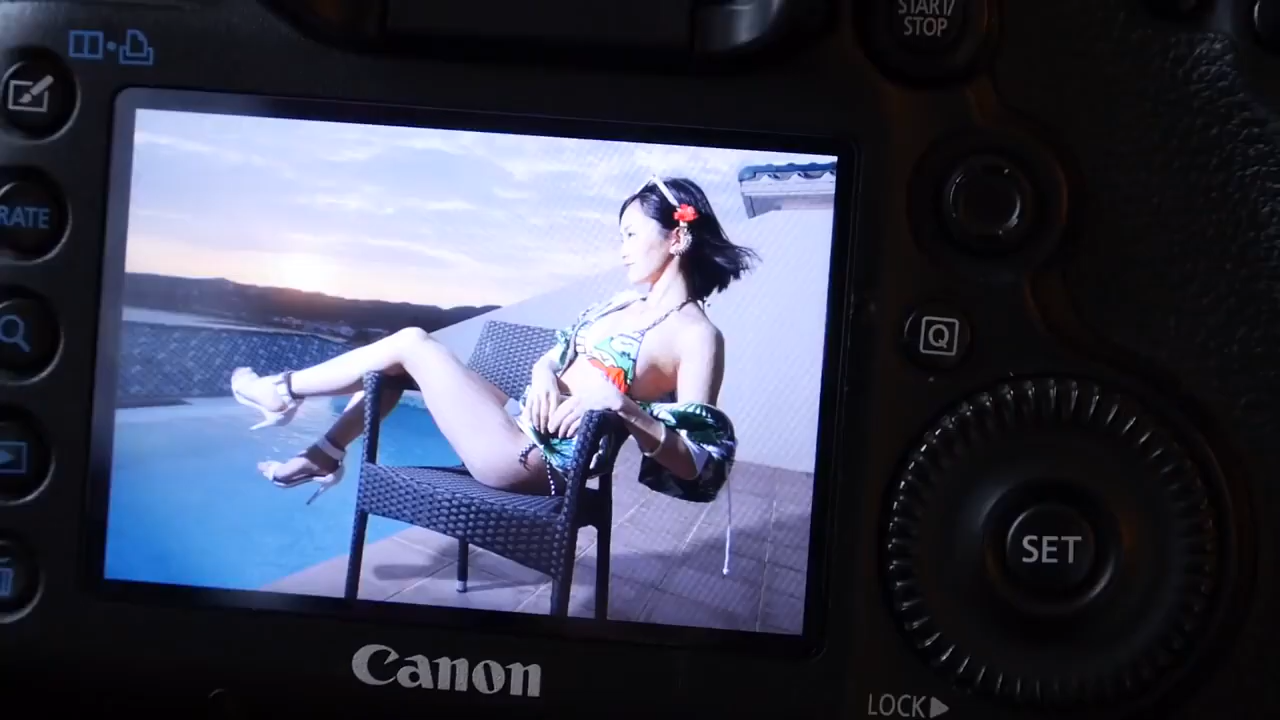 START/
STOP
RATE
Q
SET
Canon
LOCK▶